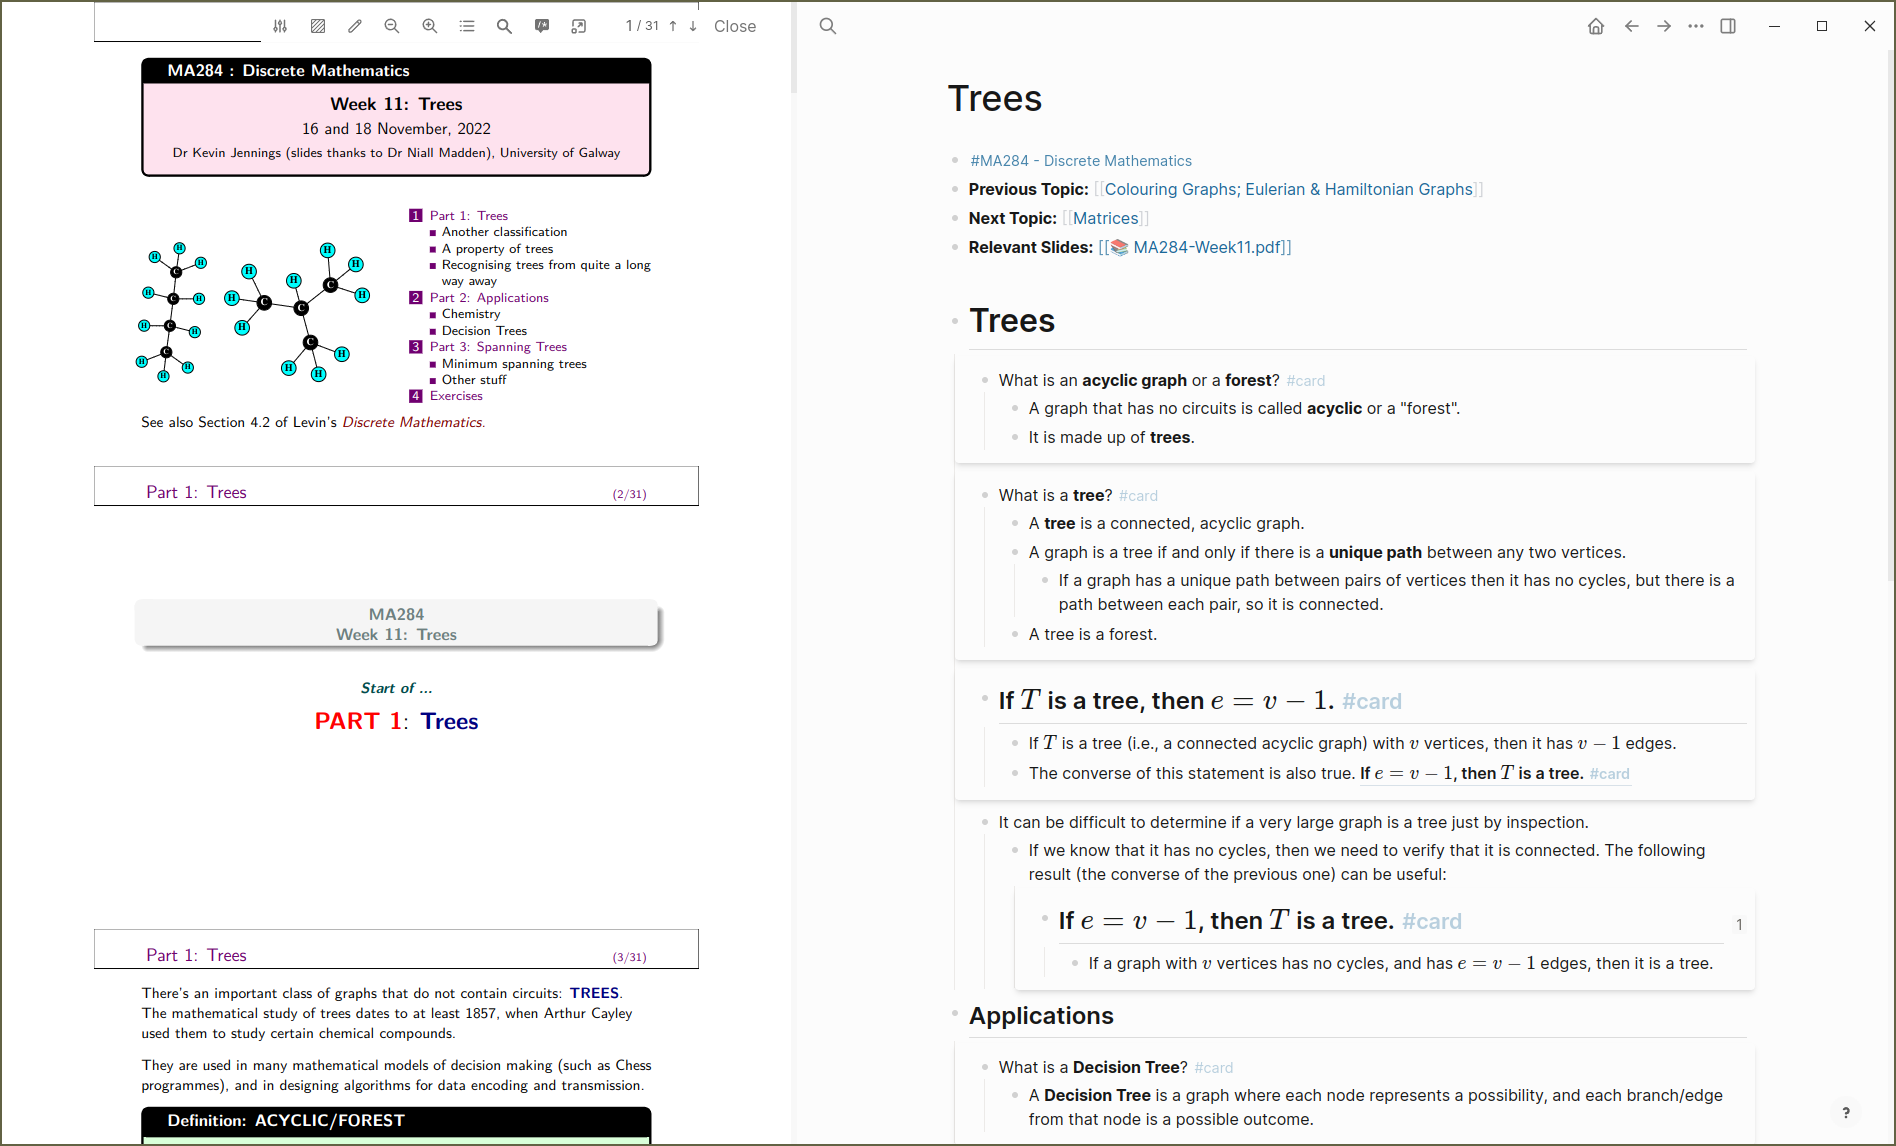 1 / 31 ↑ ↓ Close
MA284 : Discrete Mathematics
Week 11: Trees
16 and 18 November, 2022
Dr Kevin Jennings (slides thanks to Dr Niall Madden), University of Galway
H H H C H C H H C H H C H H
H H H C H C H C H H C H H H
1 Part 1: Trees
Another classification
A property of trees
Recognising trees from quite a long
way away
2 Part 2: Applications
Chemistry
Decision Trees
3 Part 3: Spanning Trees
Minimum spanning trees
Other stuff
4 Exercises
See also Section 4.2 of Levin's Discrete Mathematics.
Part 1: Trees (2/31)
MA284
Week 11: Trees
Start of ...
PART 1: Trees
Part 1: Trees (3/31)
There's an important class of graphs that do not contain circuits: TREES.
The mathematical study of trees dates to at least 1857, when Arthur Cayley
used them to study certain chemical compounds.
They are used in many mathematical models of decision making (such as Chess
programmes), and in designing algorithms for data encoding and transmission.
Definition: ACYCLIC/FOREST
Trees
#MA284 - Discrete Mathematics
Previous Topic: [[Colouring Graphs; Eulerian & Hamiltonian Graphs]]
Next Topic: [[Matrices]]
Relevant Slides: [[📚 MA284-Week11.pdf]]
Trees
What is an acyclic graph or a forest? #card
A graph that has no circuits is called acyclic or a "forest".
It is made up of trees.
What is a tree? #card
A tree is a connected, acyclic graph.
A graph is a tree if and only if there is a unique path between any two vertices.
If a graph has a unique path between pairs of vertices then it has no cycles, but there is a
path between each pair, so it is connected.
A tree is a forest.
If T is a tree, then e = v − 1. #card
If T is a tree (i.e., a connected acyclic graph) with v vertices, then it has v − 1 edges.
The converse of this statement is also true. If e = v − 1, then T is a tree. #card
It can be difficult to determine if a very large graph is a tree just by inspection.
If we know that it has no cycles, then we need to verify that it is connected. The following
result (the converse of the previous one) can be useful:
If e = v − 1, then T is a tree. #card 1
If a graph with v vertices has no cycles, and has e = v − 1 edges, then it is a tree.
Applications
What is a Decision Tree? #card
A Decision Tree is a graph where each node represents a possibility, and each branch/edge
from that node is a possible outcome.
?